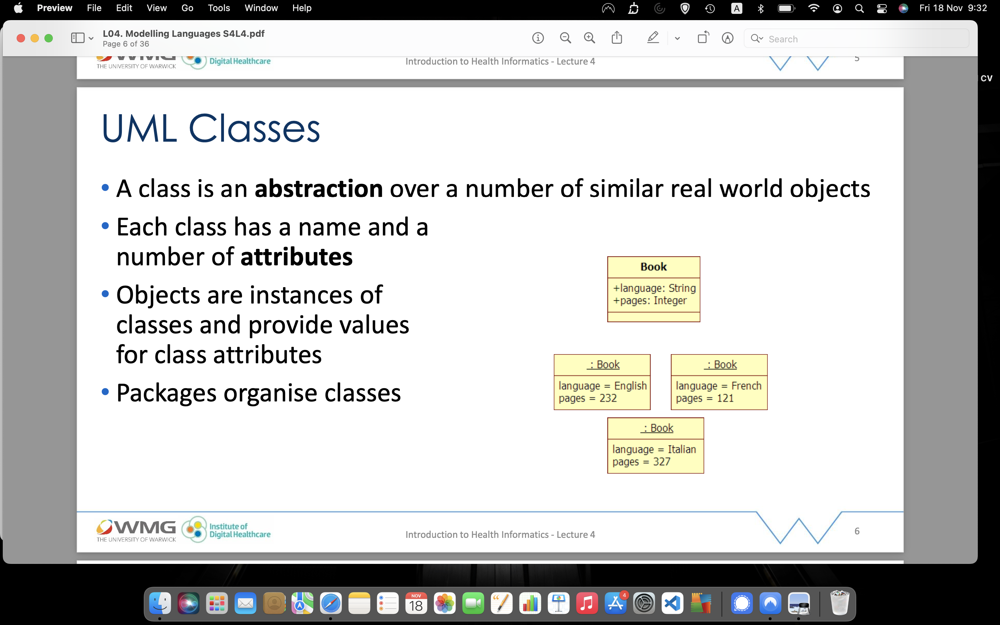 Preview File Edit View Go Tools Window Help A Fri 18 Nov 9:32
L04. Modelling Languages S4L4.pdf
Page 6 of 36
Search
CV
THE UNIVERSITY OF WARWICK
Digital Healthcare
Introduction to Health Informatics - Lecture 4
5
UML Classes
• A class is an abstraction over a number of similar real world objects
• Each class has a name and a
number of attributes
• Objects are instances of
classes and provide values
for class attributes
• Packages organise classes
Book
+language: String
+pages: Integer
: Book
language = English
pages = 232
: Book
language = French
pages = 121
: Book
language = Italian
pages = 327
WMG
THE UNIVERSITY OF WARWICK
Institute of
Digital Healthcare
Introduction to Health Informatics - Lecture 4
6
NOV
18
4